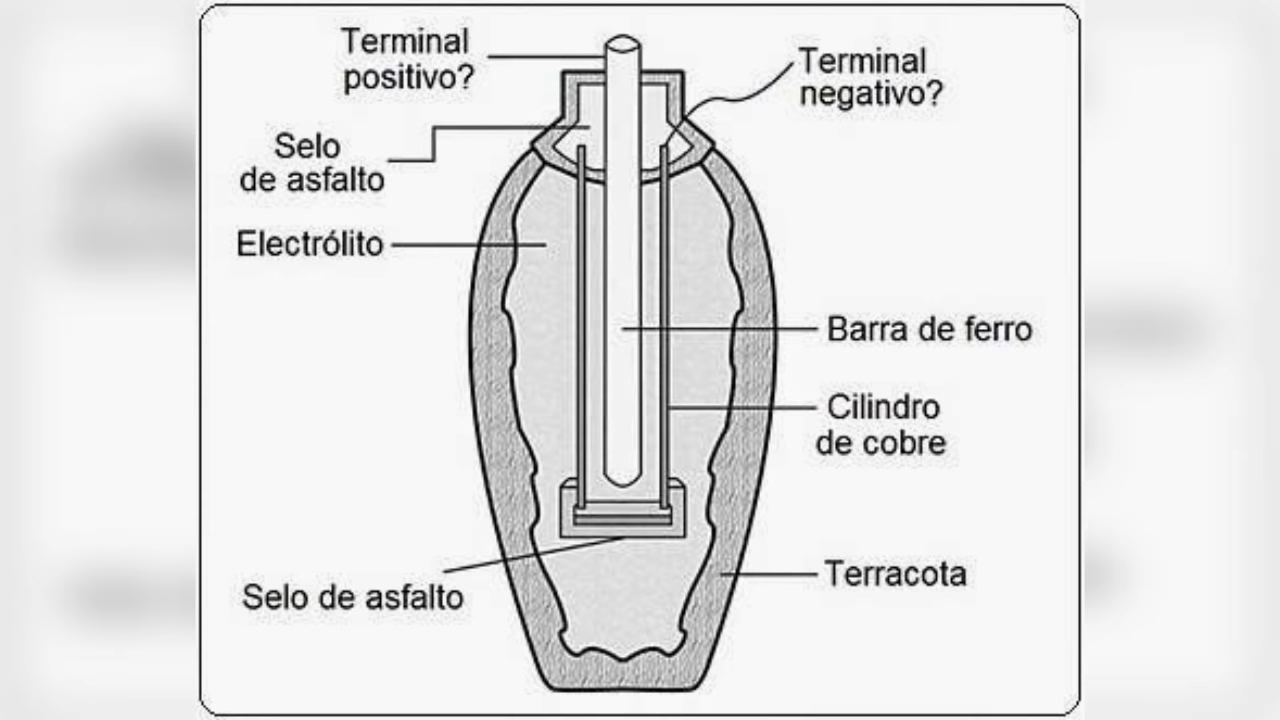 Terminal
positivo?
Terminal
negativo?
Selo
de asfalto
Electrólito
Barra de ferro
Cilindro
de cobre
Terracota
Selo de asfalto